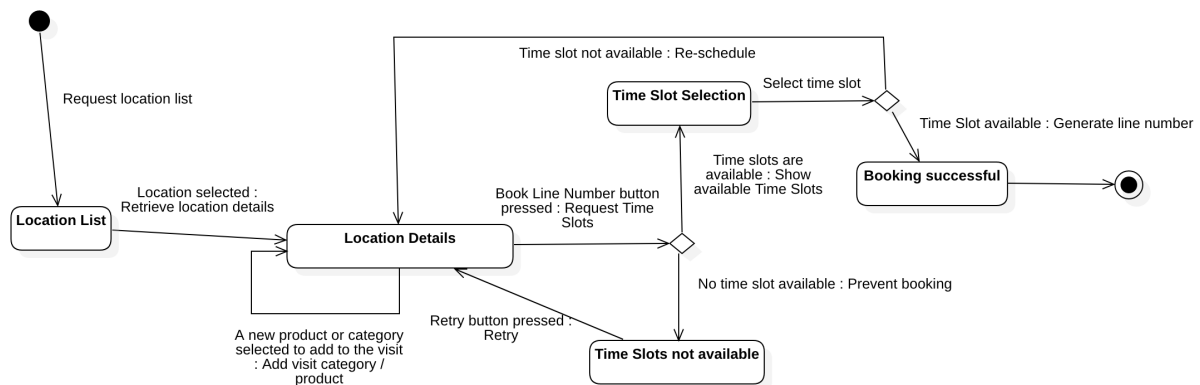 Time slot not available : Re-schedule
Select time slot
Time Slot Selection
Request location list
Time Slot available : Generate line number
Time slots are
available : Show
available Time Slots
Booking successful
Location selected :
Retrieve location details
Book Line Number button
pressed : Request Time
Slots
Location List
Location Details
No time slot available : Prevent booking
Retry button pressed :
Retry
A new product or category
selected to add to the visit
: Add visit category /
product
Time Slots not available